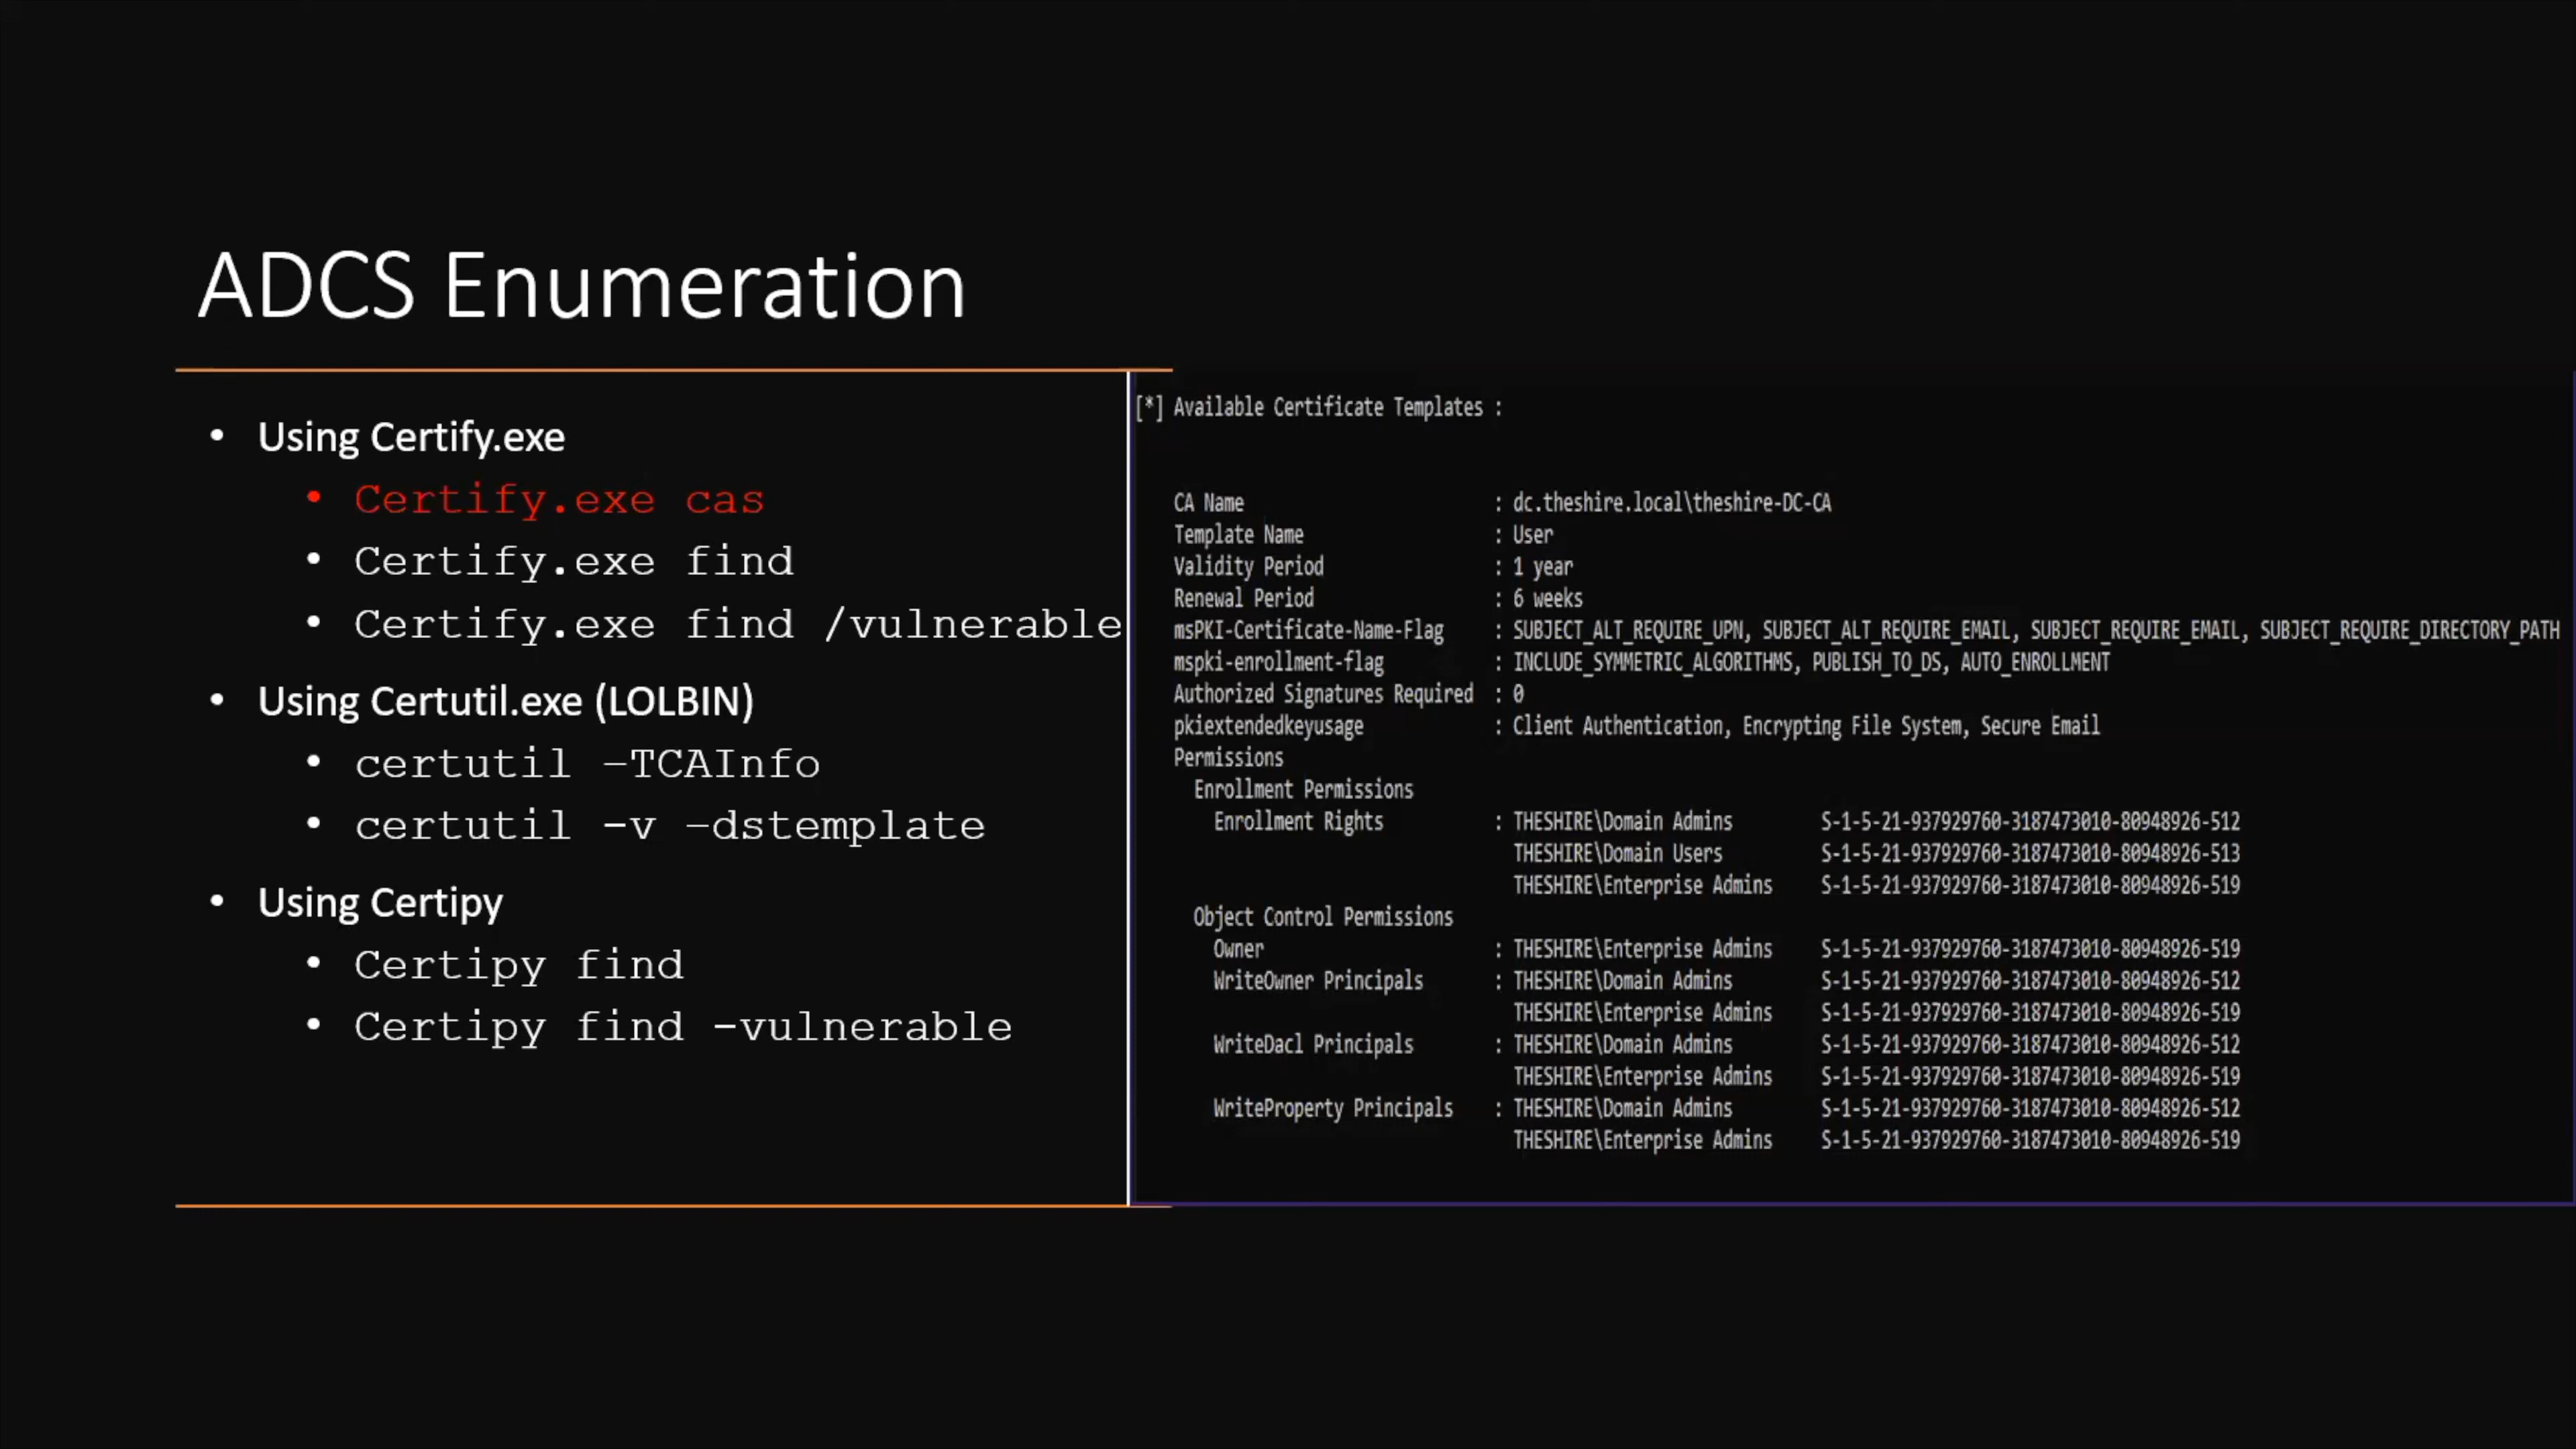 ADCS Enumeration
• Using Certify.exe
• Certify.exe cas
• Certify.exe find
• Certify.exe find /vulnerable
• Using Certutil.exe (LOLBIN)
• certutil –TCAInfo
• certutil -v –dstemplate
• Using Certipy
• Certipy find
• Certipy find -vulnerable
[*] Available Certificate Templates :
CA Name : dc.theshire.local\theshire-DC-CA
Template Name : User
Validity Period : 1 year
Renewal Period : 6 weeks
msPKI-Certificate-Name-Flag : SUBJECT_ALT_REQUIRE_UPN, SUBJECT_ALT_REQUIRE_EMAIL, SUBJECT_REQUIRE_EMAIL, SUBJECT_REQUIRE_DIRECTORY_PATH
mspki-enrollment-flag : INCLUDE_SYMMETRIC_ALGORITHMS, PUBLISH_TO_DS, AUTO_ENROLLMENT
Authorized Signatures Required : 0
pkiextendedkeyusage : Client Authentication, Encrypting File System, Secure Email
Permissions
Enrollment Permissions
Enrollment Rights : THESHIRE\Domain Admins S-1-5-21-937929760-3187473010-80948926-512
THESHIRE\Domain Users S-1-5-21-937929760-3187473010-80948926-513
THESHIRE\Enterprise Admins S-1-5-21-937929760-3187473010-80948926-519
Object Control Permissions
Owner : THESHIRE\Enterprise Admins S-1-5-21-937929760-3187473010-80948926-519
WriteOwner Principals : THESHIRE\Domain Admins S-1-5-21-937929760-3187473010-80948926-512
THESHIRE\Enterprise Admins S-1-5-21-937929760-3187473010-80948926-519
WriteDacl Principals : THESHIRE\Domain Admins S-1-5-21-937929760-3187473010-80948926-512
THESHIRE\Enterprise Admins S-1-5-21-937929760-3187473010-80948926-519
WriteProperty Principals : THESHIRE\Domain Admins S-1-5-21-937929760-3187473010-80948926-512
THESHIRE\Enterprise Admins S-1-5-21-937929760-3187473010-80948926-519